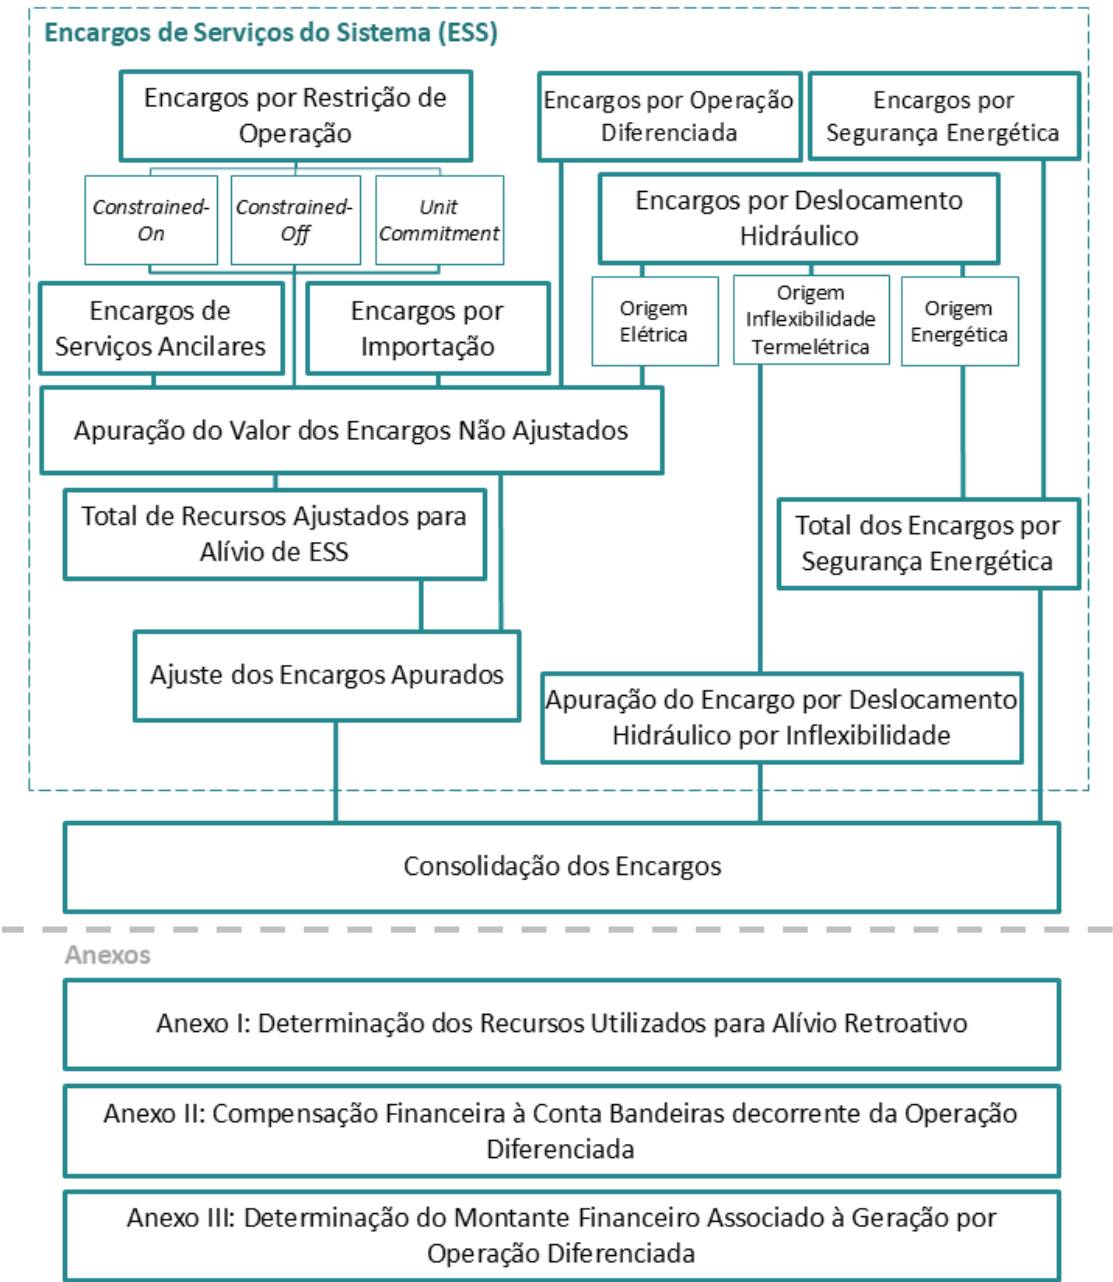 Encargos de Serviços do Sistema (ESS)
Encargos por Restrição de
Operação
Encargos por Operação
Diferenciada
Encargos por
Segurança Energética
Constrained-
On
Constrained-
Off
Unit
Commitment
Encargos por Deslocamento
Hidráulico
Encargos de
Serviços Ancilares
Encargos por
Importação
Origem
Elétrica
Origem
Inflexibilidade
Termelétrica
Origem
Energética
Apuração do Valor dos Encargos Não Ajustados
Total de Recursos Ajustados para
Alívio de ESS
Total dos Encargos por
Segurança Energética
Ajuste dos Encargos Apurados
Apuração do Encargo por Deslocamento
Hidráulico por Inflexibilidade
Consolidação dos Encargos
Anexos
Anexo I: Determinação dos Recursos Utilizados para Alívio Retroativo
Anexo II: Compensação Financeira à Conta Bandeiras decorrente da Operação
Diferenciada
Anexo III: Determinação do Montante Financeiro Associado à Geração por
Operação Diferenciada